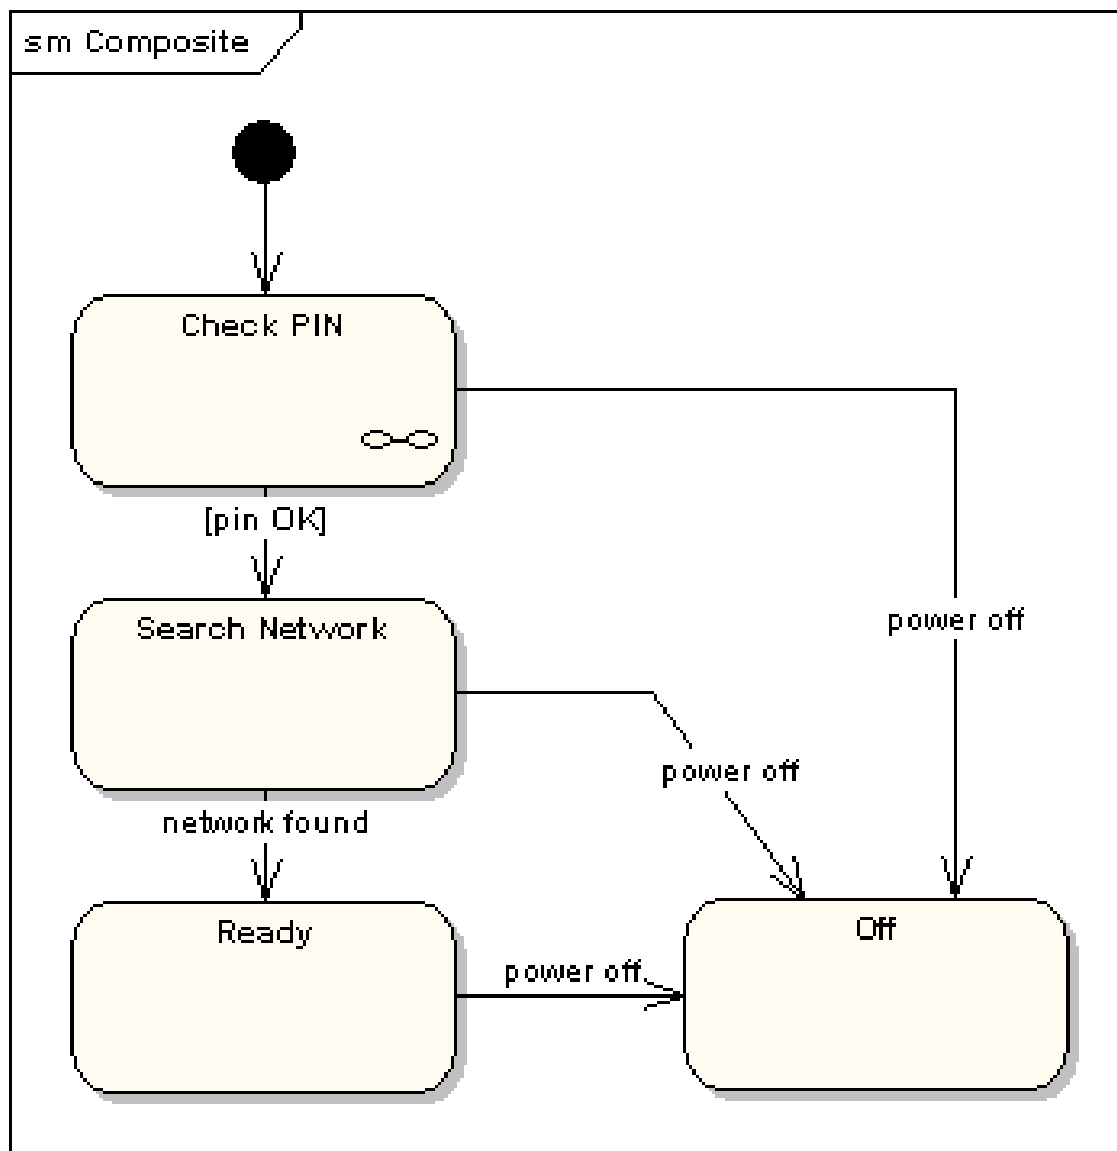 sm Composite
Check PIN
[pin OK]
Search Network
power off
power off
network found
Ready
Off
power off